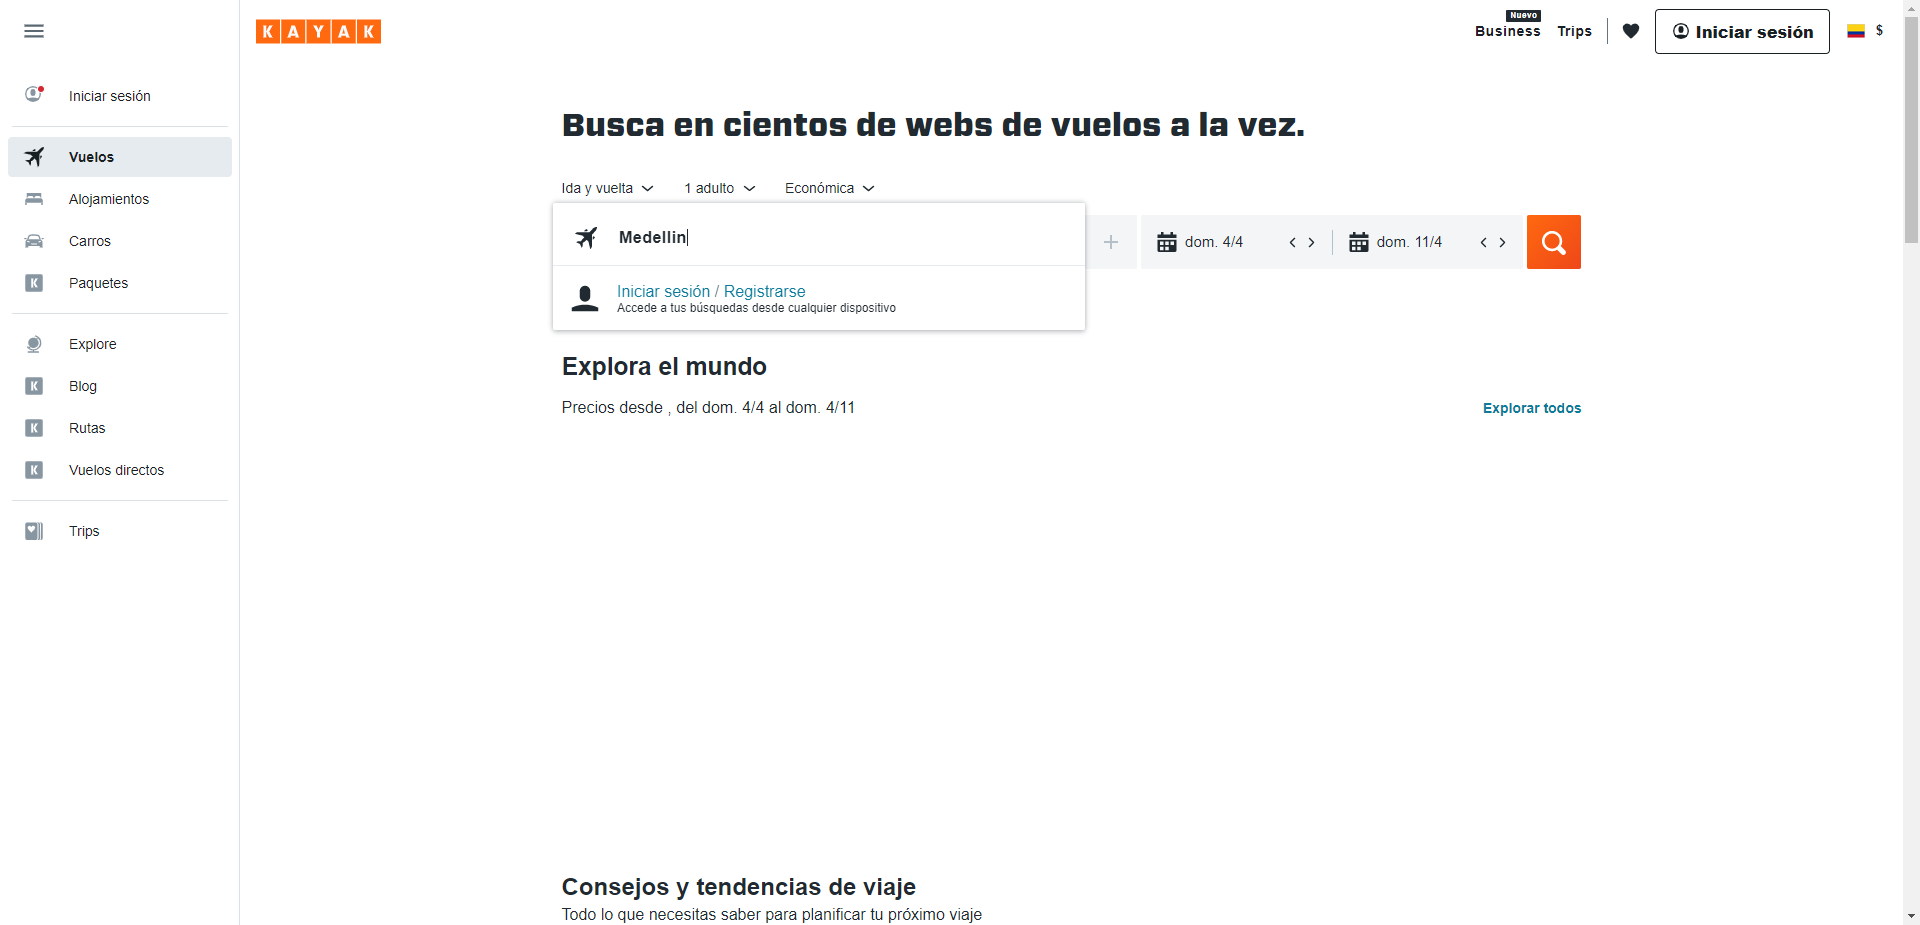 KAYAK
Nuevo
Business
Trips
Iniciar sesión
$
Iniciar sesión
Vuelos
Alojamientos
Carros
K
Paquetes
Explore
K
Blog
K
Rutas
K
Vuelos directos
Trips
Busca en cientos de webs de vuelos a la vez.
Ida y vuelta
1 adulto
Económica
Medellin
dom. 4/4
dom. 11/4
Iniciar sesión / Registrarse
Accede a tus búsquedas desde cualquier dispositivo
Explora el mundo
Precios desde , del dom. 4/4 al dom. 4/11
Explorar todos
Consejos y tendencias de viaje
Todo lo que necesitas saber para planificar tu próximo viaje